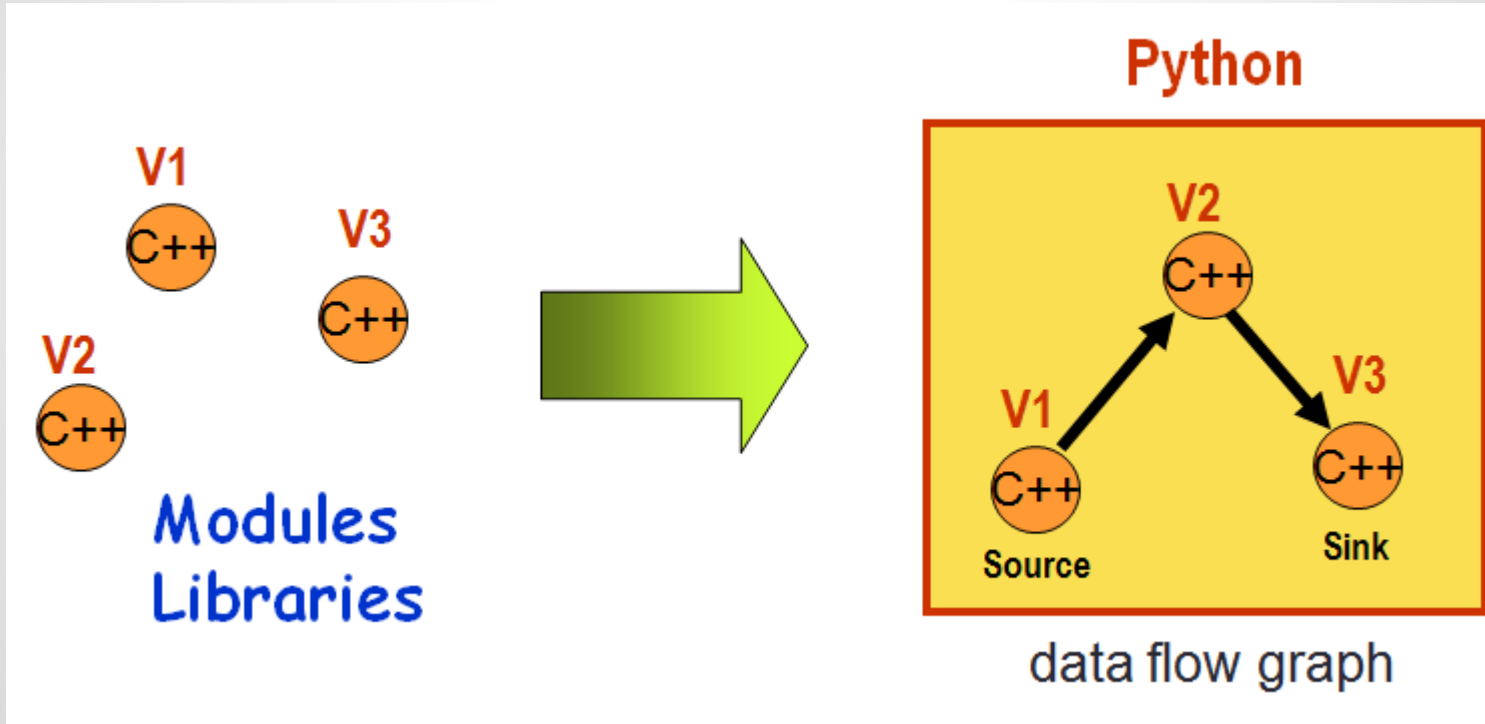 V1
C++
V3
C++
V2
C++
Modules
Libraries
Python
V2
C++
V1
C++
Source
V3
C++
Sink
data flow graph